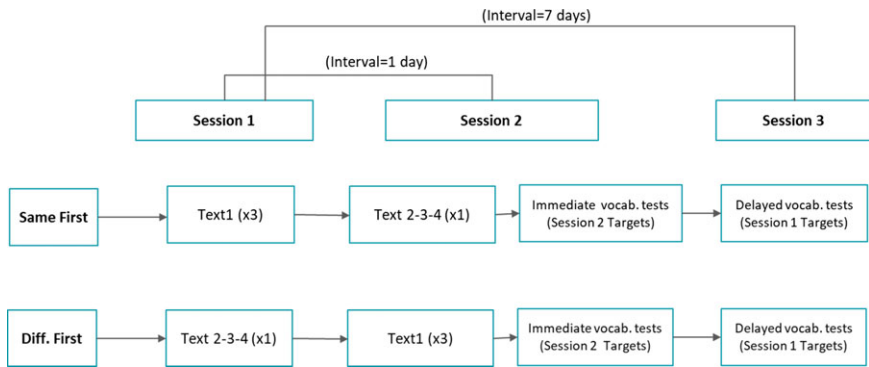 (Interval=7 days)
(Interval=1 day)
Session 1
Session 2
Session 3
Same First
Text1 (x3)
Text 2-3-4 (x1)
Immediate vocab. tests
(Session 2 Targets)
Delayed vocab. tests
(Session 1 Targets)
Diff. First
Text 2-3-4 (x1)
Text1 (x3)
Immediate vocab. tests
(Session 2 Targets)
Delayed vocab. tests
(Session 1 Targets)